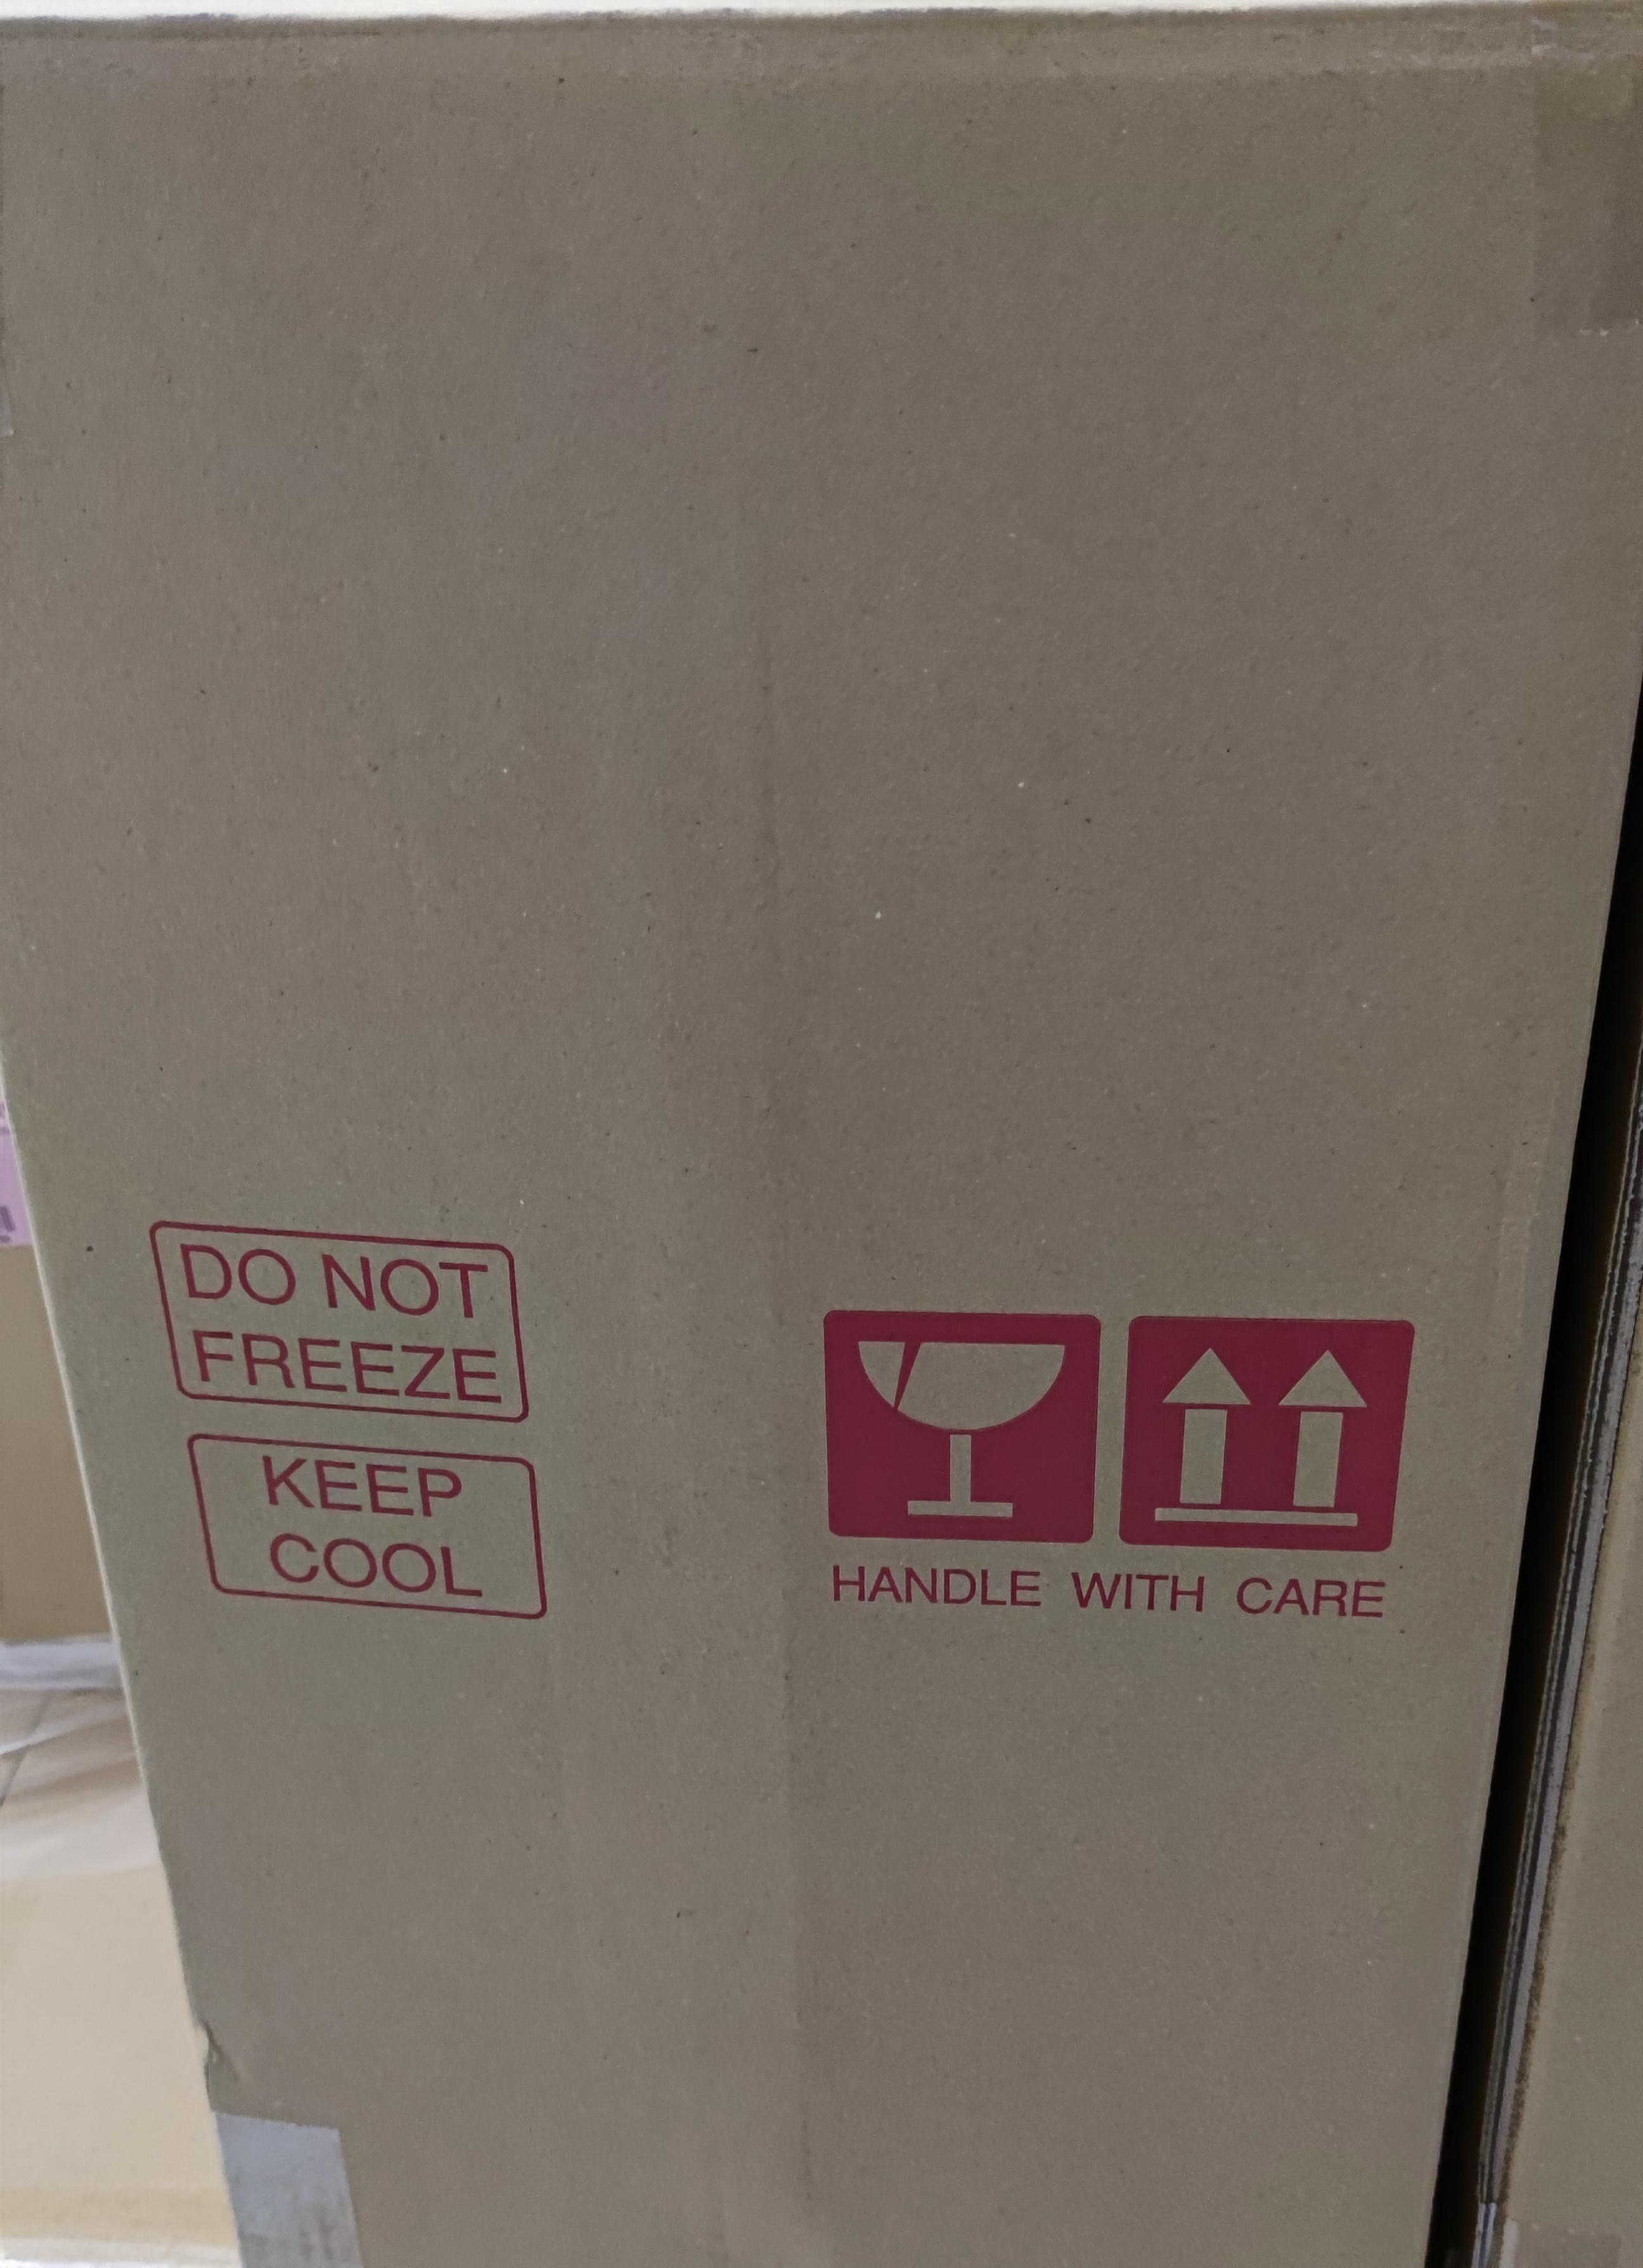 DO NOT
FREEZE
KEEP
COOL
HANDLE WITH CARE